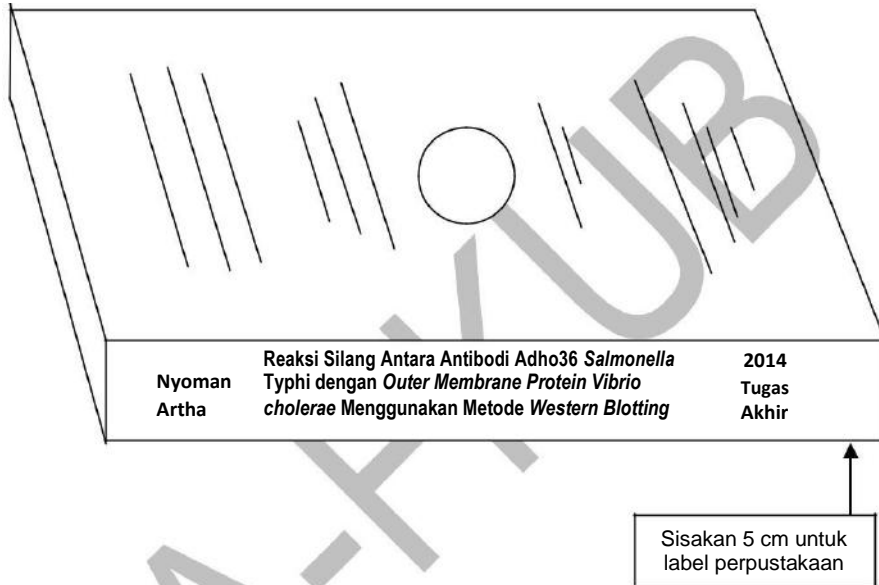 Reaksi Silang Antara Antibodi Adho36 Salmonella
Typhi dengan Outer Membrane Protein Vibrio
cholerae Menggunakan Metode Western Blotting
Nyoman
Artha
2014
Tugas
Akhir
Sisakan 5 cm untuk
label perpustakaan
A-HKUB